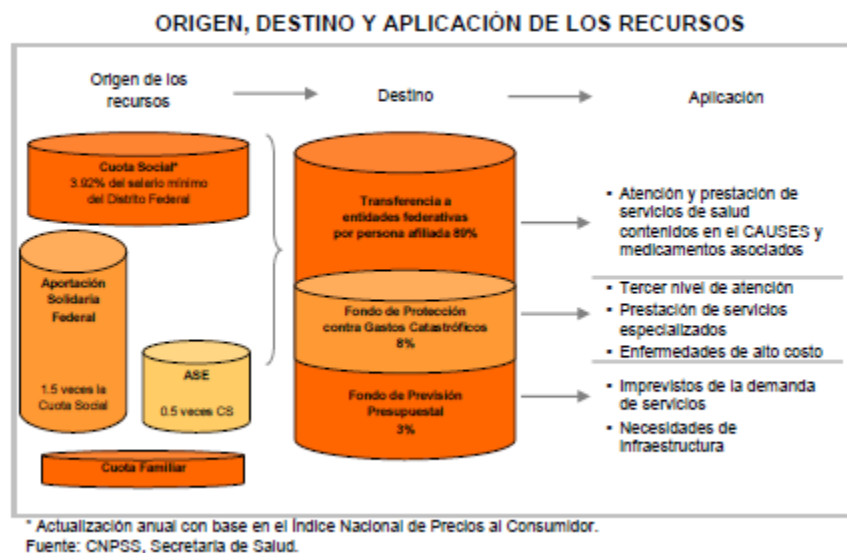 ORIGEN, DESTINO Y APLICACIÓN DE LOS RECURSOS
Origen de los
recursos
Destino
Aplicación
Cuota Social*
3.92% del salario mínimo
del Distrito Federal
Aportación
Solidaria
Federal
1.5 veces la
Cuota Social
ASE
0.5 veces CS
Cuota Familiar
Transferencia a
entidades federativas
por persona afiliada 89%
Fondo de Protección
contra Gastos Catastróficos
8%
Fondo de Previsión
Presupuestal
3%
• Atención y prestación de
servicios de salud
contenidos en el CAUSES y
medicamentos asociados
• Tercer nivel de atención
• Prestación de servicios
especializados
• Enfermedades de alto costo
• Imprevistos de la demanda
de servicios
• Necesidades de
infraestructura
* Actualización anual con base en el Índice Nacional de Precios al Consumidor.
Fuente: CNPSS, Secretaría de Salud.